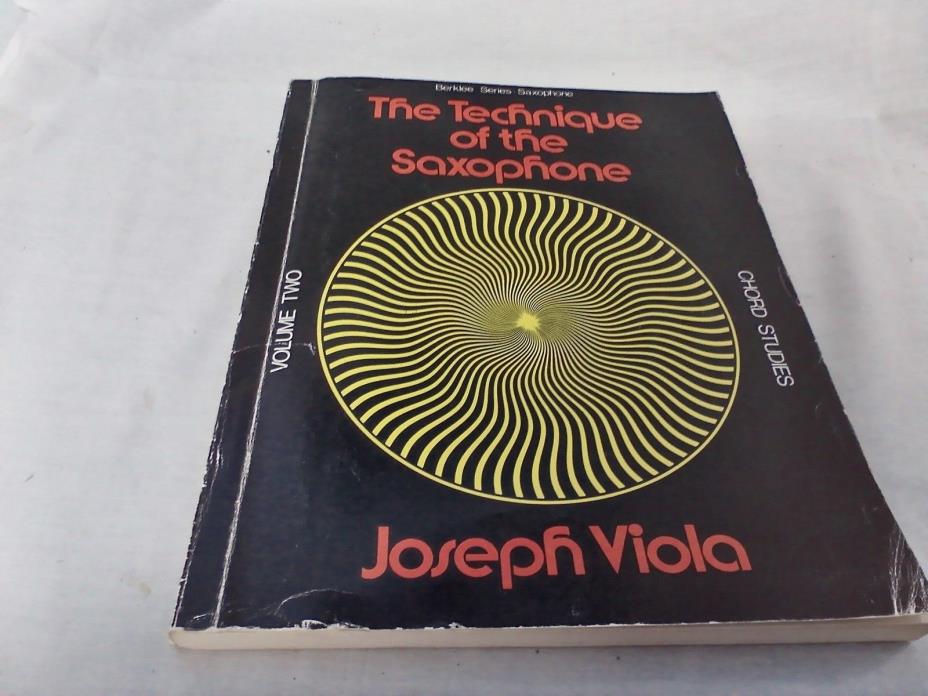 Berklee Series · Saxophone
The Technique
of the
Saxophone
VOLUME TWO
CHORD STUDIES
Joseph Viola